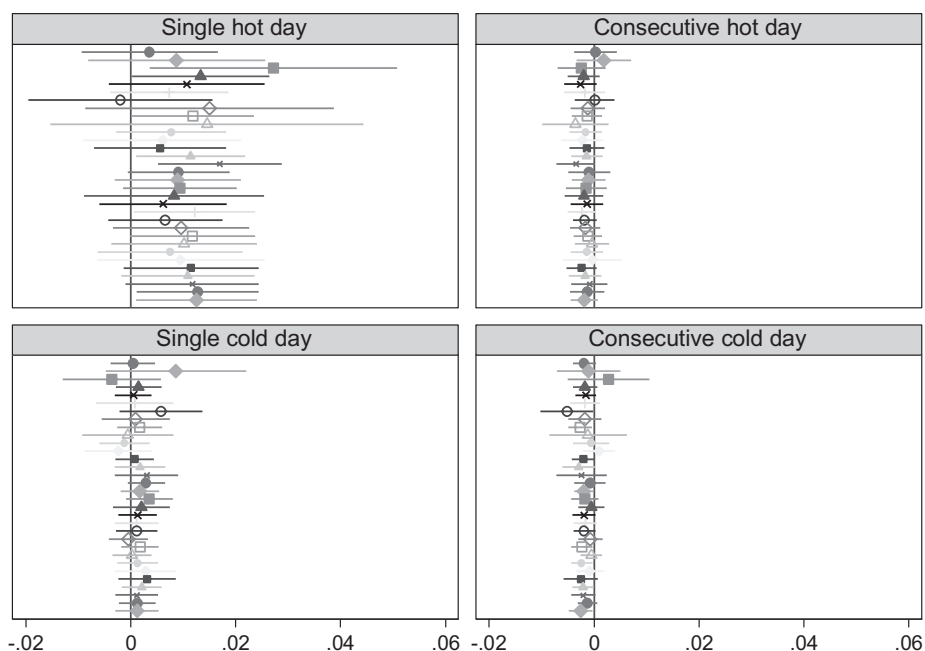 Single hot day
Consecutive hot day
Single cold day
Consecutive cold day
-.02 0 .02 .04 .06
-.02 0 .02 .04 .06